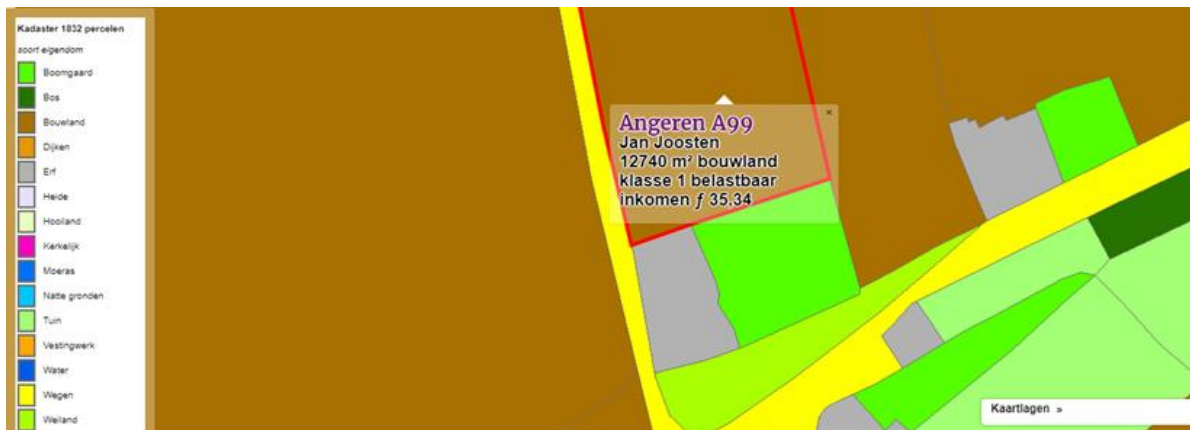 Kadaster 1832 percelen
soort eigendom
Boomgaard
Bos
Bouwland
Dijken
Erf
Heide
Hooiland
Kerkelijk
Moeras
Natte gronden
Tuin
Vestingwerk
Water
Wegen
Weiland
Angeren A99
×
Jan Joosten
12740 m² bouwland
klasse 1 belastbaar
inkomen ƒ 35,34
Kaartlagen »